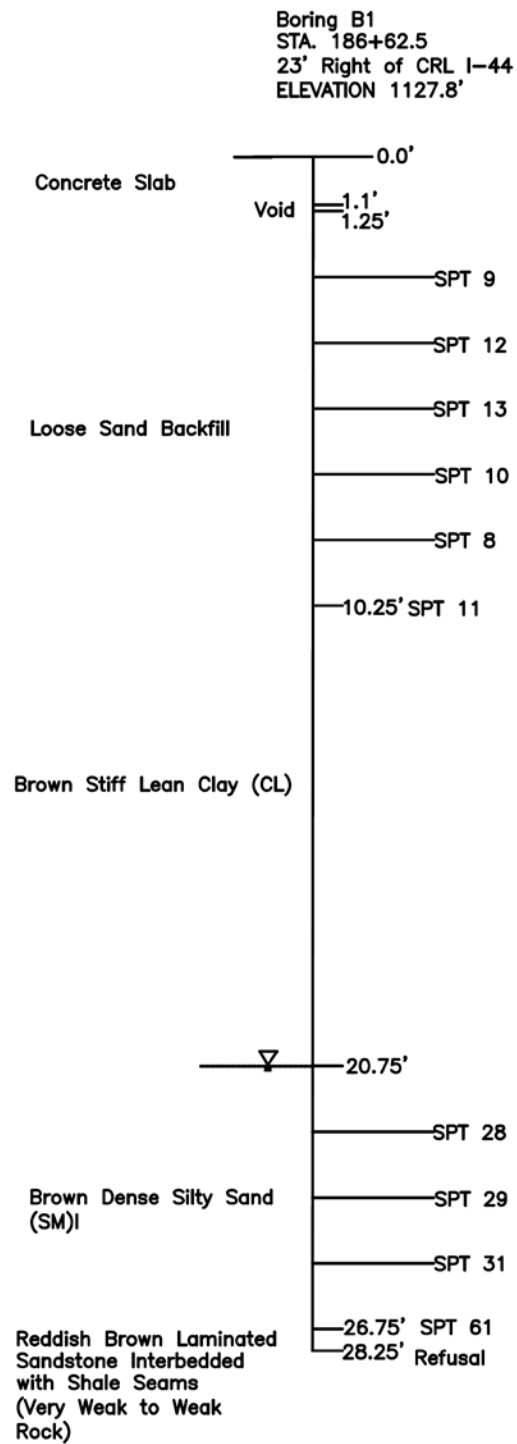 Boring B1
STA. 186+62.5
23' Right of CRL I-44
ELEVATION 1127.8'
0.0'
Concrete Slab
Void
1.1'
1.25'
SPT 9
SPT 12
SPT 13
Loose Sand Backfill
SPT 10
SPT 8
10.25' SPT 11
Brown Stiff Lean Clay (CL)
20.75'
SPT 28
Brown Dense Silty Sand
(SM)I
SPT 29
SPT 31
26.75' SPT 61
28.25' Refusal
Reddish Brown Laminated
Sandstone Interbedded
with Shale Seams
(Very Weak to Weak
Rock)